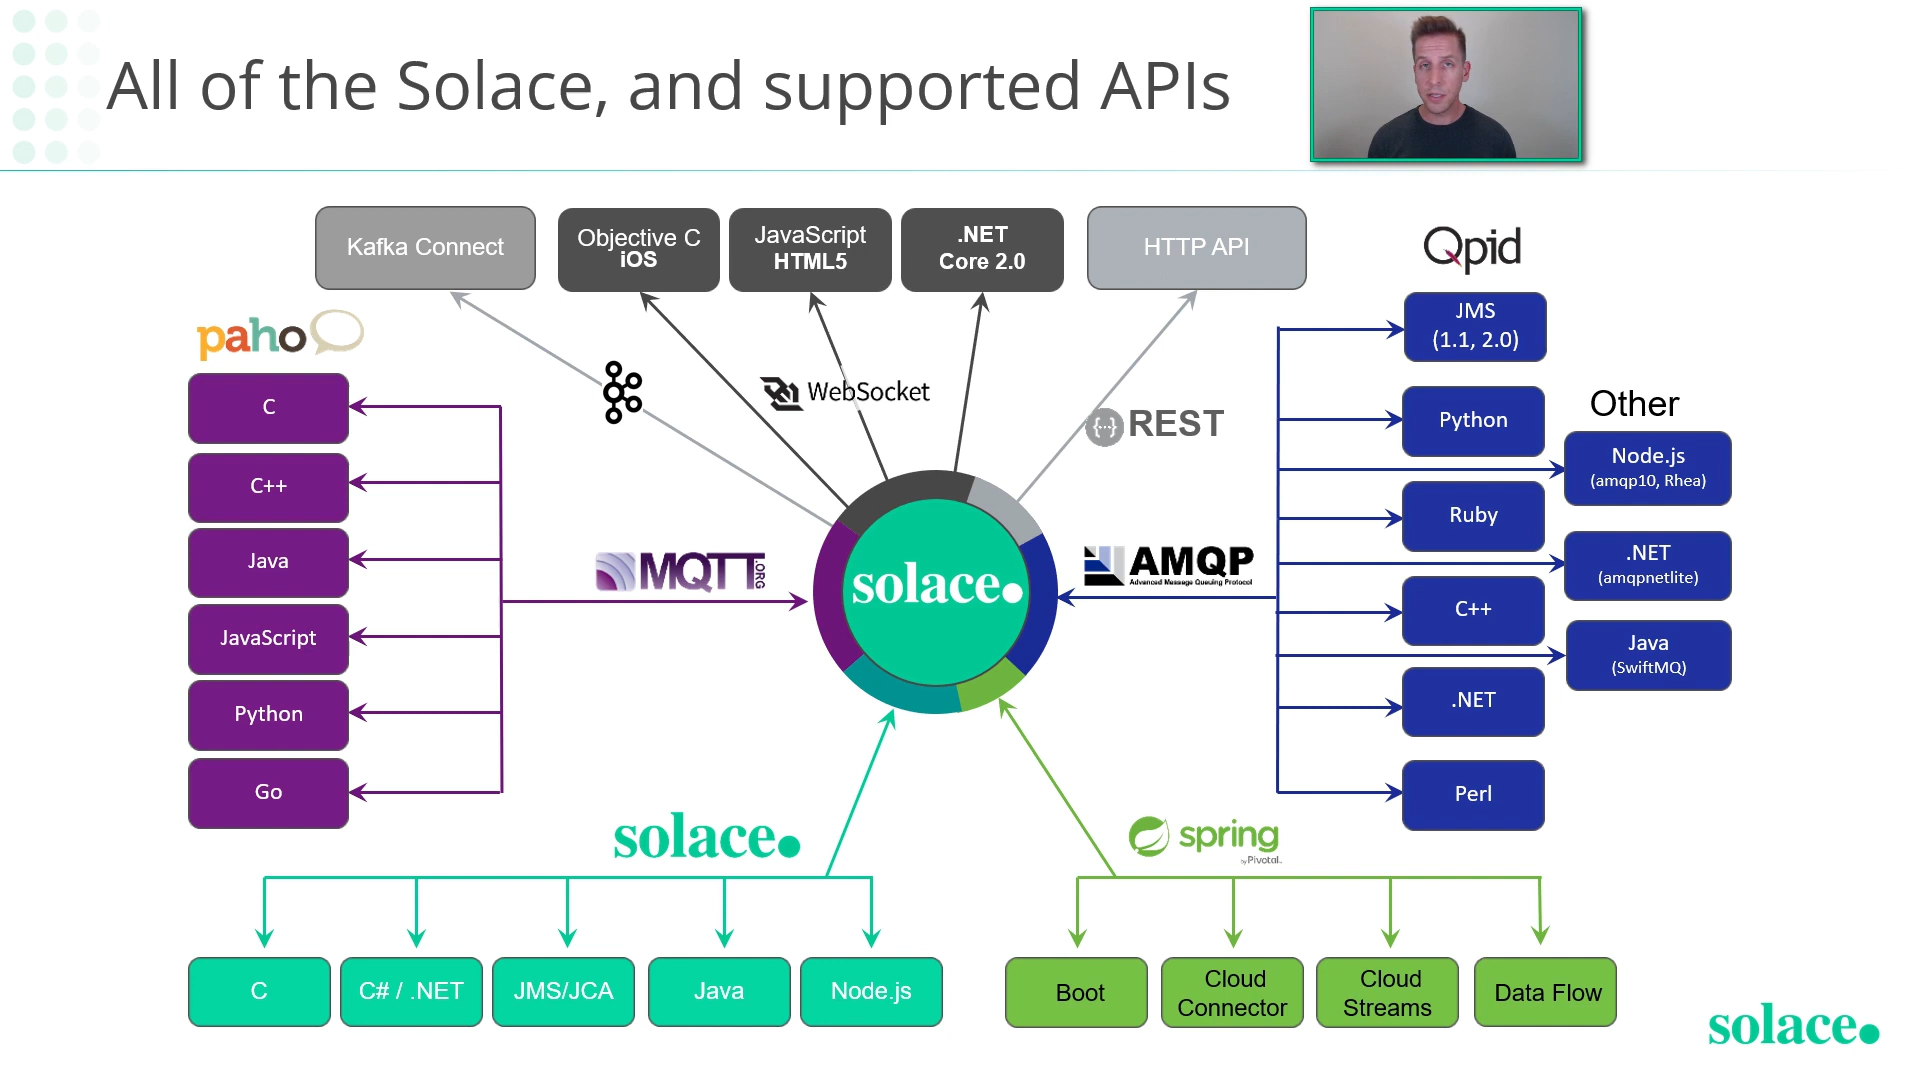 All of the Solace, and supported APIs
Kafka Connect
Objective C
iOS
JavaScript
HTML5
.NET
Core 2.0
HTTP API
Qpid
paho
JMS
(1.1, 2.0)
WebSocket
REST
Other
C
Python
Node.js
(amqp10, Rhea)
C++
Ruby
Java
MQTT.ORG
AMQP
Advanced Message Queuing Protocol
.NET
(amqpnetlite)
solace.
C++
JavaScript
Java
(SwiftMQ)
Python
.NET
Go
Perl
solace.
spring
by Pivotal.
C
C# / .NET
JMS/JCA
Java
Node.js
Boot
Cloud
Connector
Cloud
Streams
Data Flow
solace.